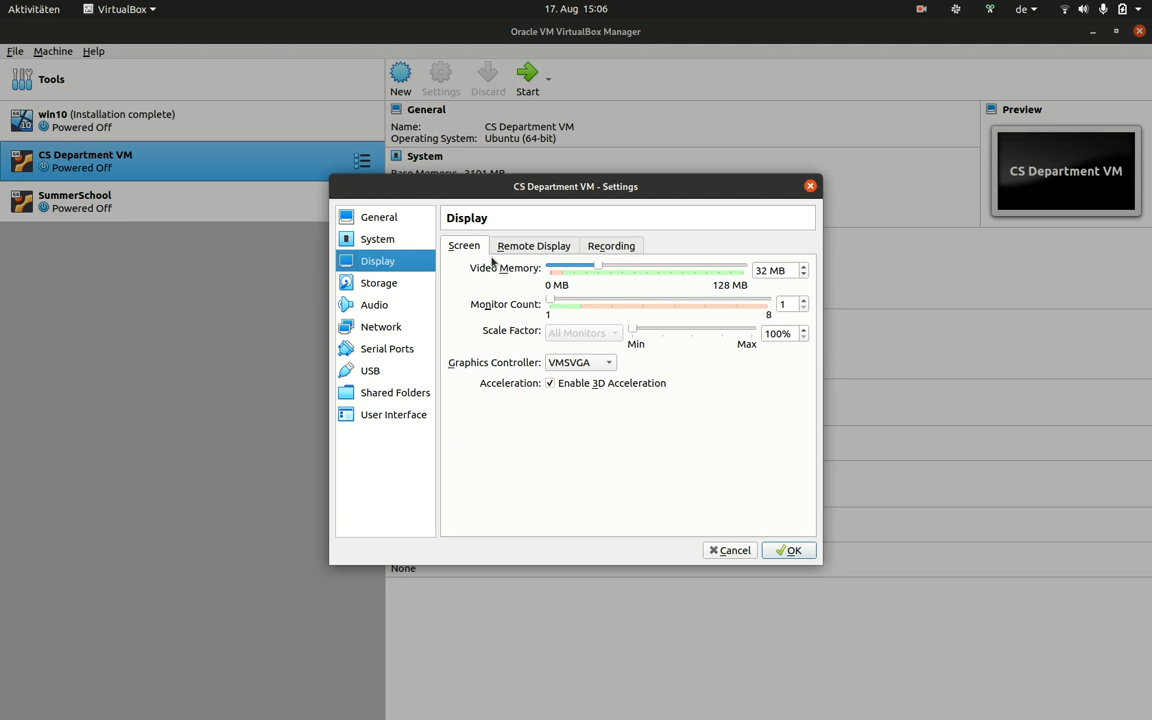 Aktivitäten VirtualBox 17. Aug 15:06 de
Oracle VM VirtualBox Manager
File Machine Help
Tools
New Settings Discard Start
win10 (Installation complete)
Powered Off
CS Department VM
Powered Off
SummerSchool
Powered Off
General
Name: CS Department VM
Operating System: Ubuntu (64-bit)
System
Base Memory: 3101 MB
Preview
CS Department VM
CS Department VM - Settings
General
System
Display
Storage
Audio
Network
Serial Ports
USB
Shared Folders
User Interface
Display
Screen Remote Display Recording
Video Memory: 32 MB
0 MB 128 MB
Monitor Count: 1
1 8
Scale Factor: All Monitors 100%
Min Max
Graphics Controller: VMSVGA
Acceleration: Enable 3D Acceleration
Cancel OK
None